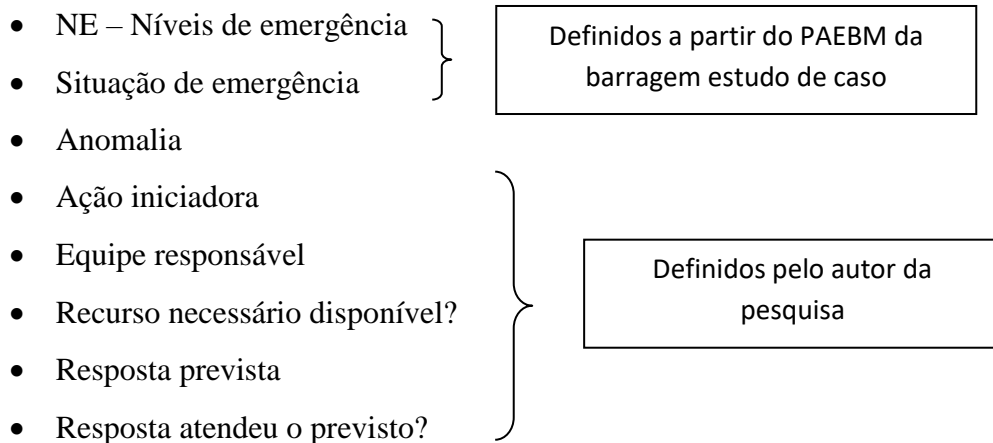 • NE – Níveis de emergência
• Situação de emergência
Definidos a partir do PAEBM da
barragem estudo de caso
• Anomalia
• Ação iniciadora
• Equipe responsável
• Recurso necessário disponível?
• Resposta prevista
• Resposta atendeu o previsto?
Definidos pelo autor da
pesquisa